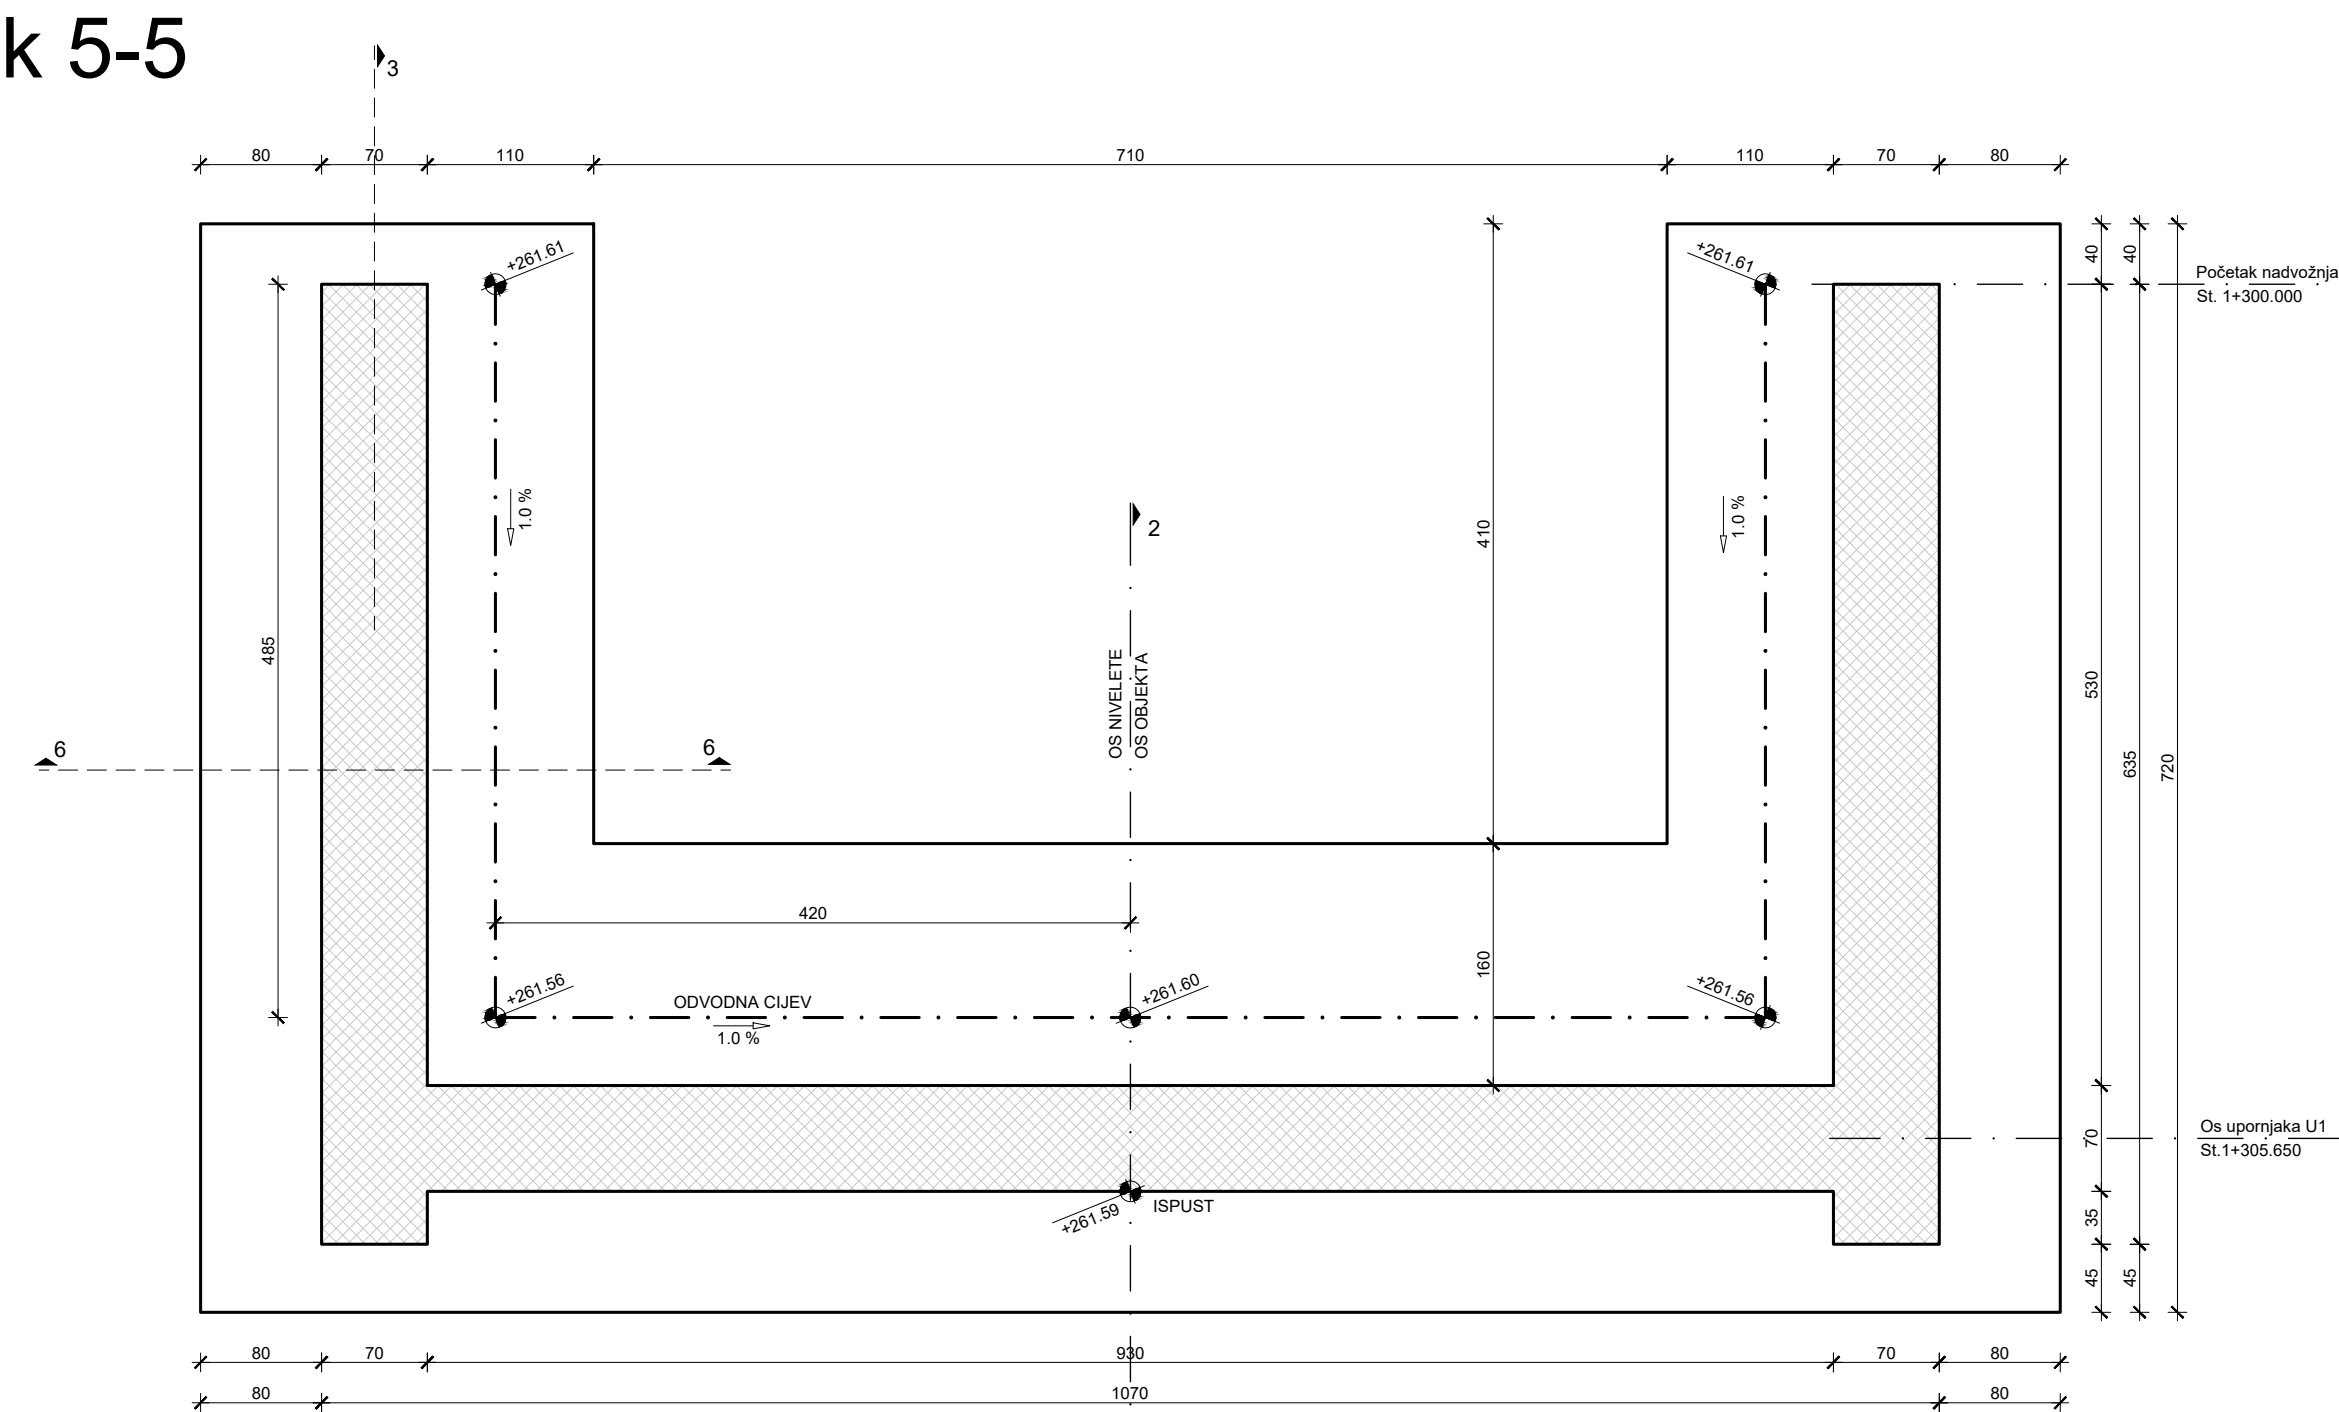 k 5-5
3
80 70 110 710 110 70 80
+261.61 +261.61
40 40
Početak nadvožnja
St. 1+300.000
1.0 % 1.0 %
2
410
485
OS NIVELETE
OS OBJEKTA
530
635
720
6 6
420
160
+261.56 +261.60 +261.56
ODVODNA CIJEV
1.0 %
70
Os upornjaka U1
St.1+305.650
+261.59
ISPUST
35
45 45
80 70 930 70 80
80 1070 80